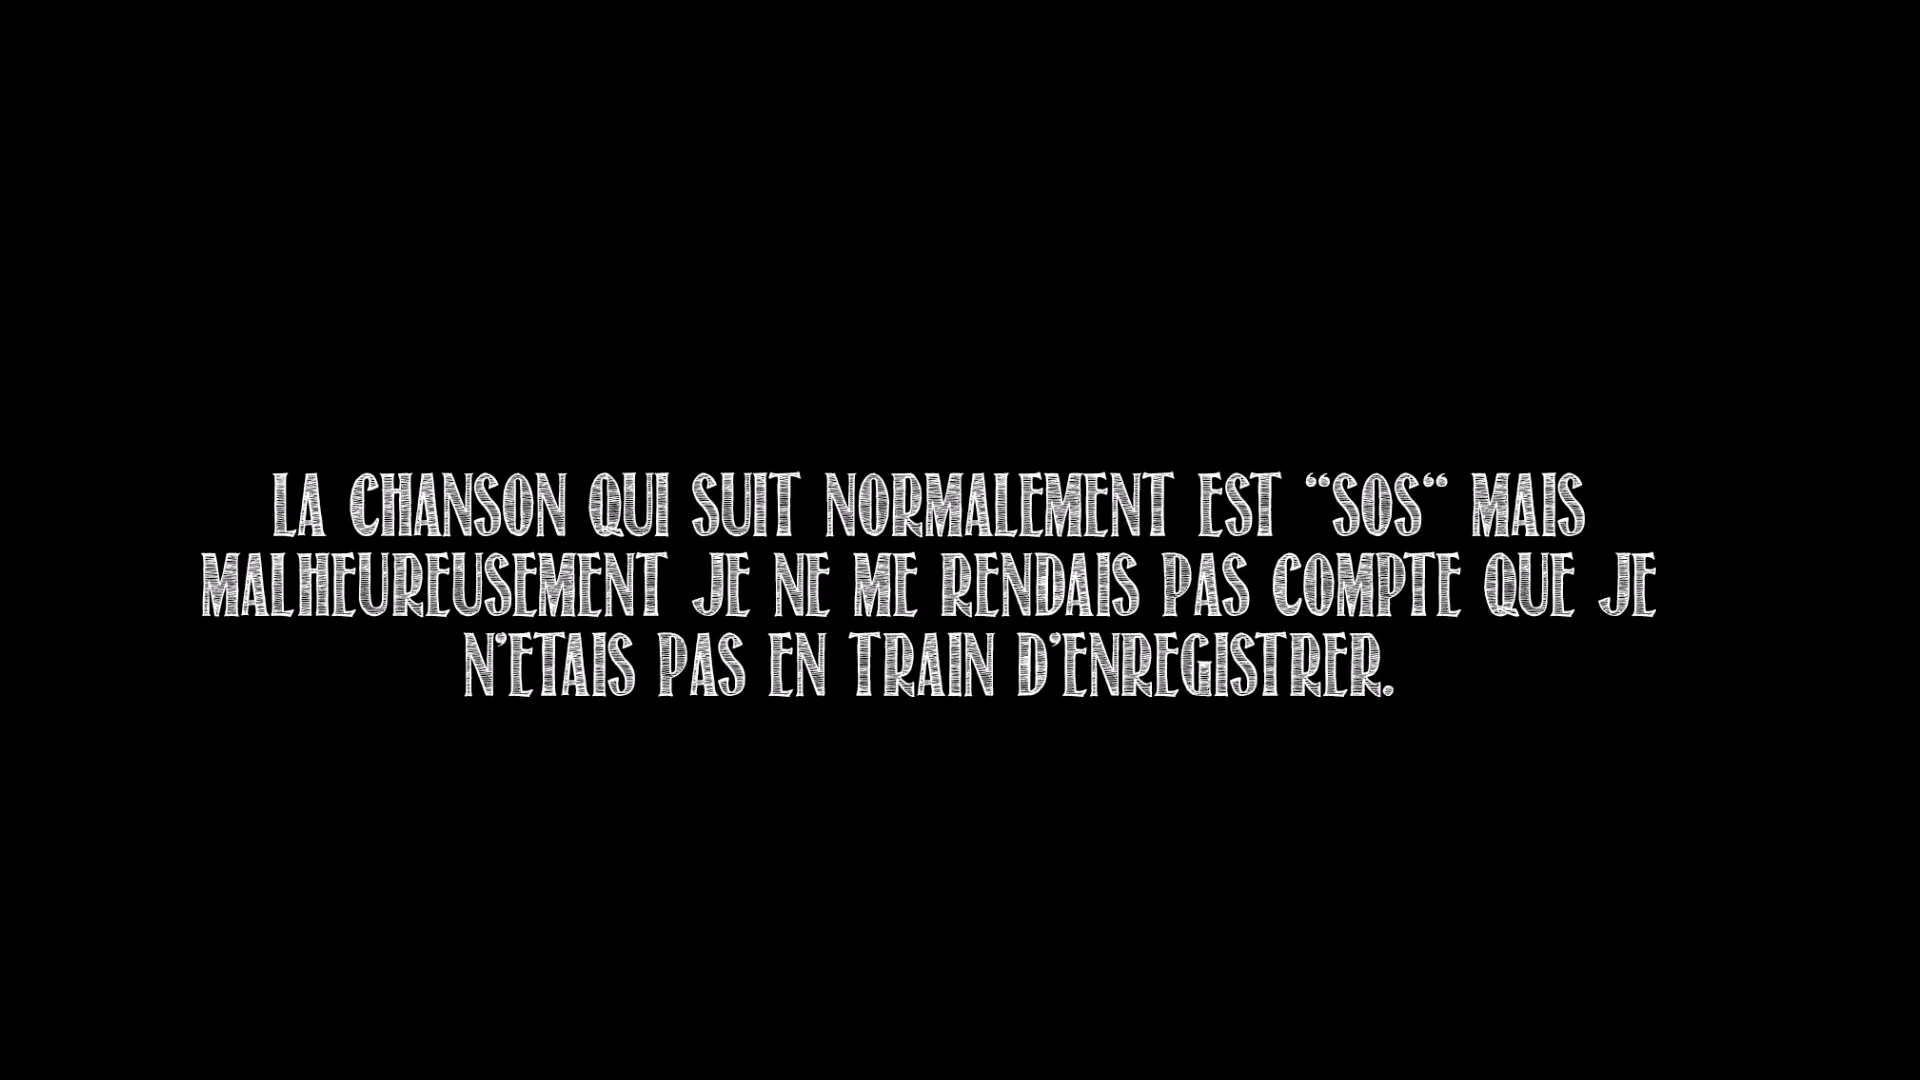 LA CHANSON QUI SUIT NORMALEMENT EST “SOS“ MAIS
MALHEUREUSEMENT JE NE ME RENDAIS PAS COMPTE QUE JE
N’ETAIS PAS EN TRAIN D’ENREGISTRER.